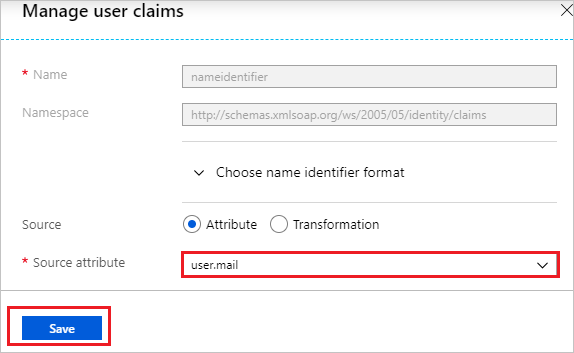 Manage user claims
* Name
nameidentifier
Namespace
http://schemas.xmlsoap.org/ws/2005/05/identity/claims
Choose name identifier format
Source
Attribute
Transformation
* Source attribute
user.mail
Save